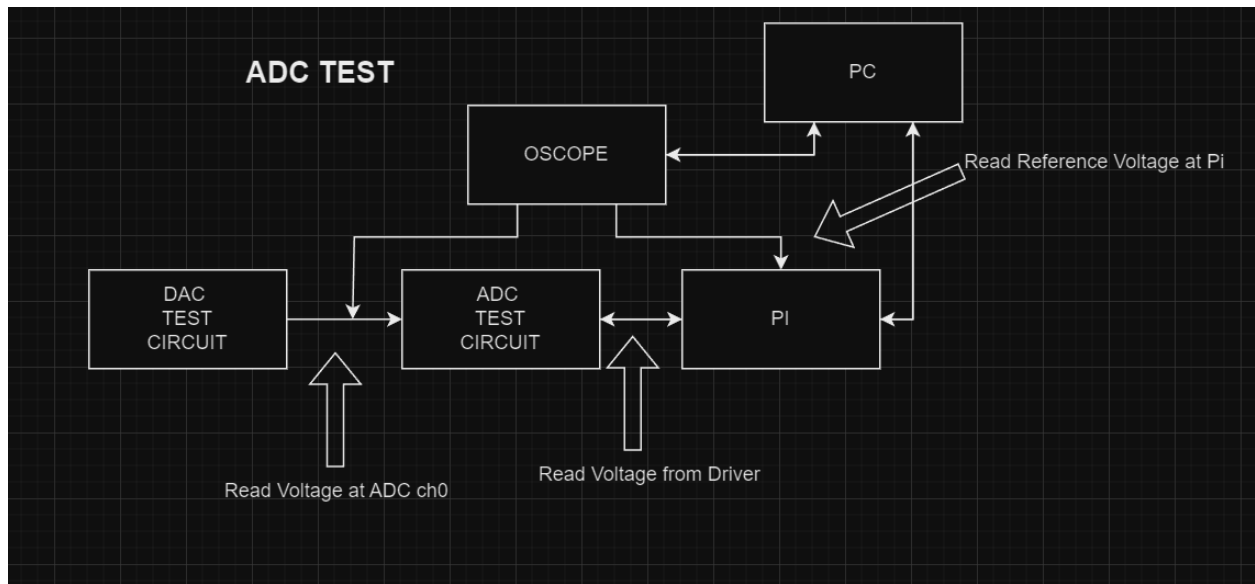 ADC TEST
PC
OSCOPE
Read Reference Voltage at Pi
DAC
TEST
CIRCUIT
ADC
TEST
CIRCUIT
PI
Read Voltage at ADC ch0
Read Voltage from Driver